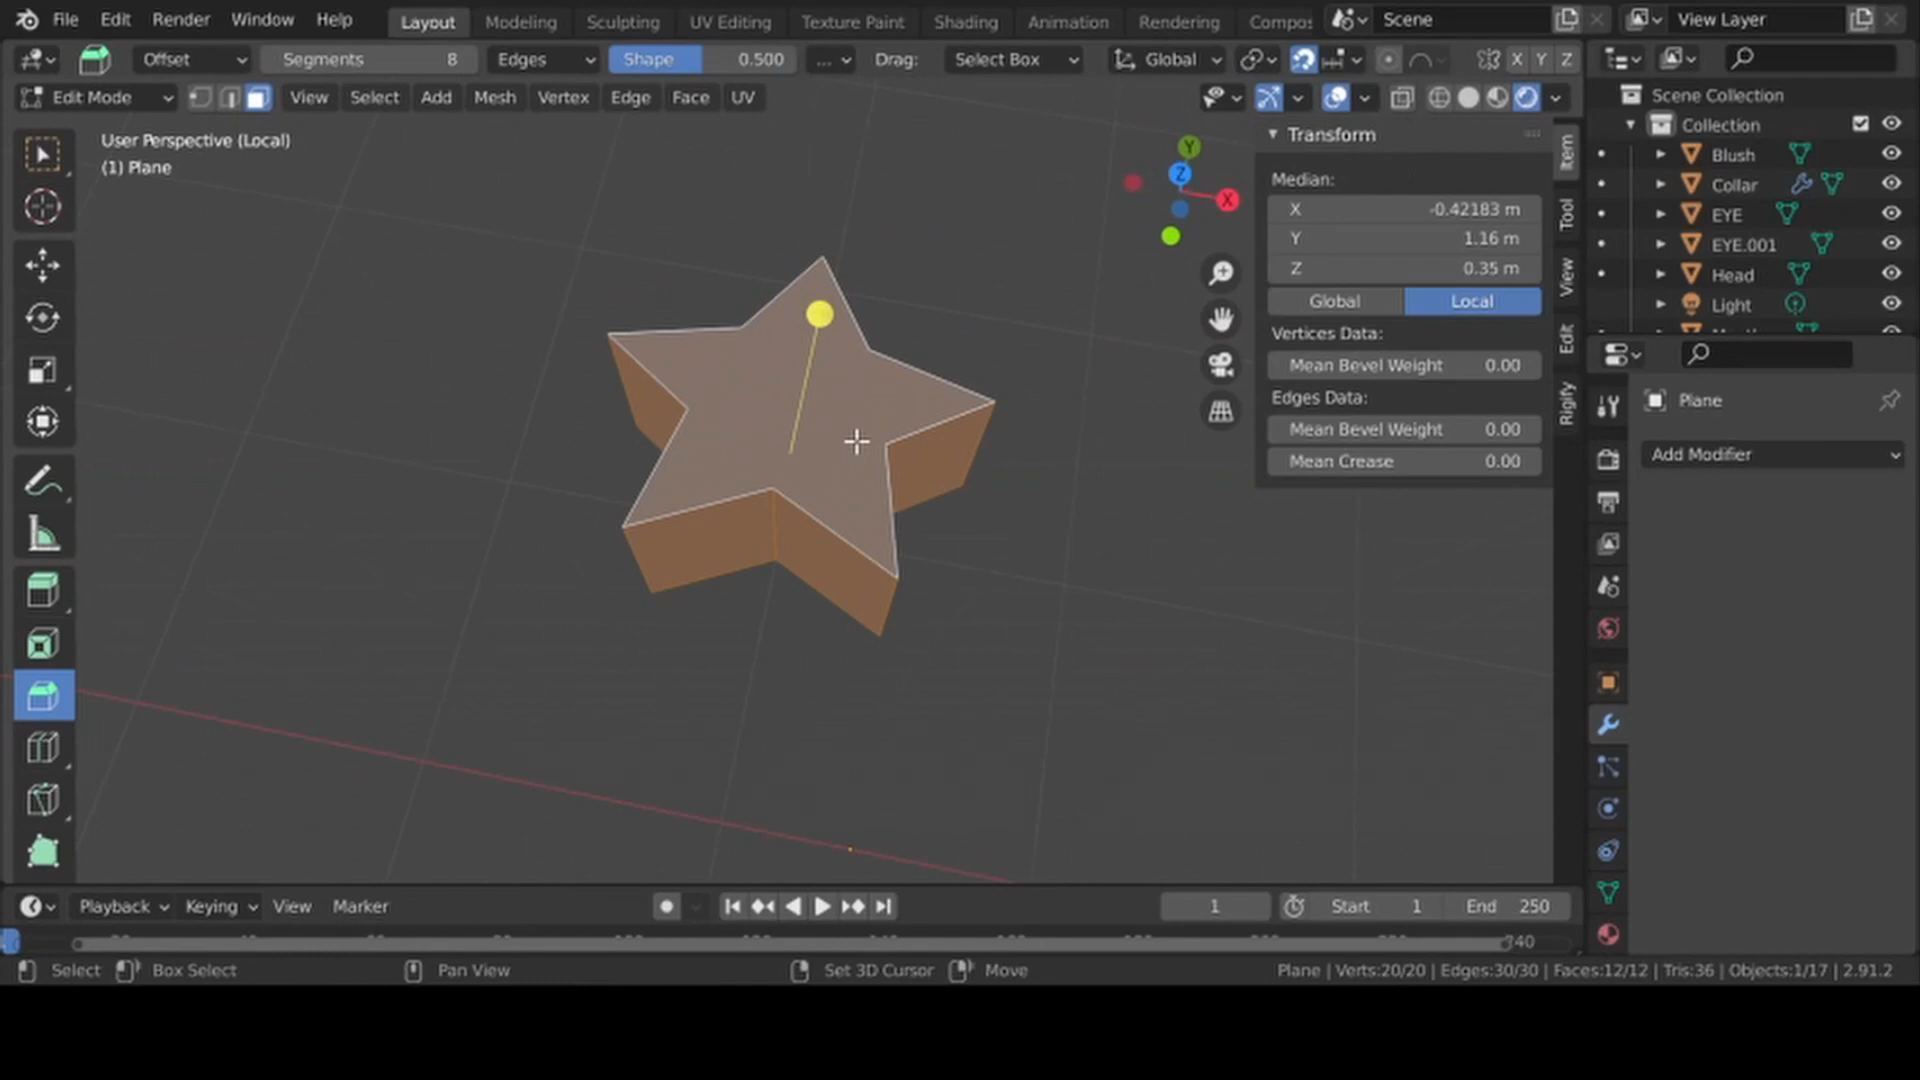 File Edit Render Window Help Layout Modeling Sculpting UV Editing Texture Paint Shading Animation Rendering Compos Scene View Layer
Offset Segments 8 Edges Shape 0.500 ... Drag: Select Box Global X Y Z
Edit Mode View Select Add Mesh Vertex Edge Face UV
User Perspective (Local)
(1) Plane
Y
Z
X
Transform
Median:
X -0.42183 m
Y 1.16 m
Z 0.35 m
Global Local
Vertices Data:
Mean Bevel Weight 0.00
Edges Data:
Mean Bevel Weight 0.00
Mean Crease 0.00
Item
Tool
View
Edit
Rigify
Scene Collection
Collection
Blush
Collar
EYE
EYE.001
Head
Light
Plane
Add Modifier
Playback Keying View Marker 1 Start 1 End 250
Select Box Select Pan View Set 3D Cursor Move Plane | Verts:20/20 | Edges:30/30 | Faces:12/12 | Tris:36 | Objects:1/17 | 2.91.2